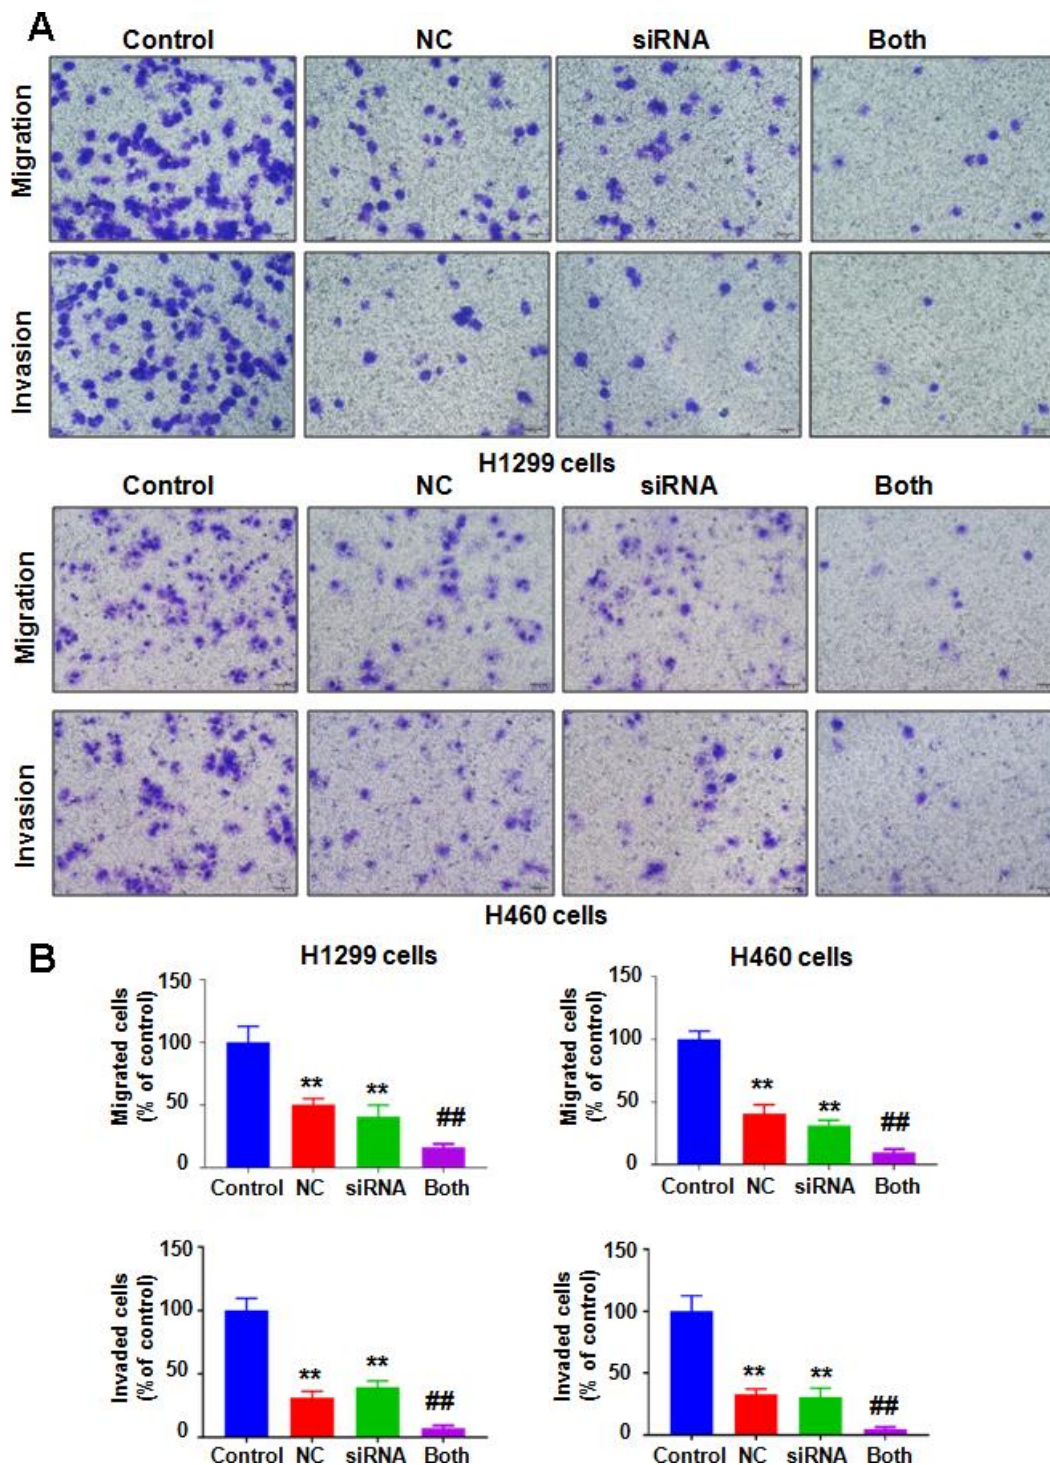 A
Control NC siRNA Both
Migration
Invasion
H1299 cells
Control NC siRNA Both
Migration
Invasion
H460 cells
B
H1299 cells
Migrated cells
(% of control)
150
100
50
0
** ** ##
Control NC siRNA Both
H460 cells
Migrated cells
(% of control)
150
100
50
0
** ** ##
Control NC siRNA Both
Invaded cells
(% of control)
150
100
50
0
** ** ##
Control NC siRNA Both
Invaded cells
(% of control)
150
100
50
0
** ** ##
Control NC siRNA Both